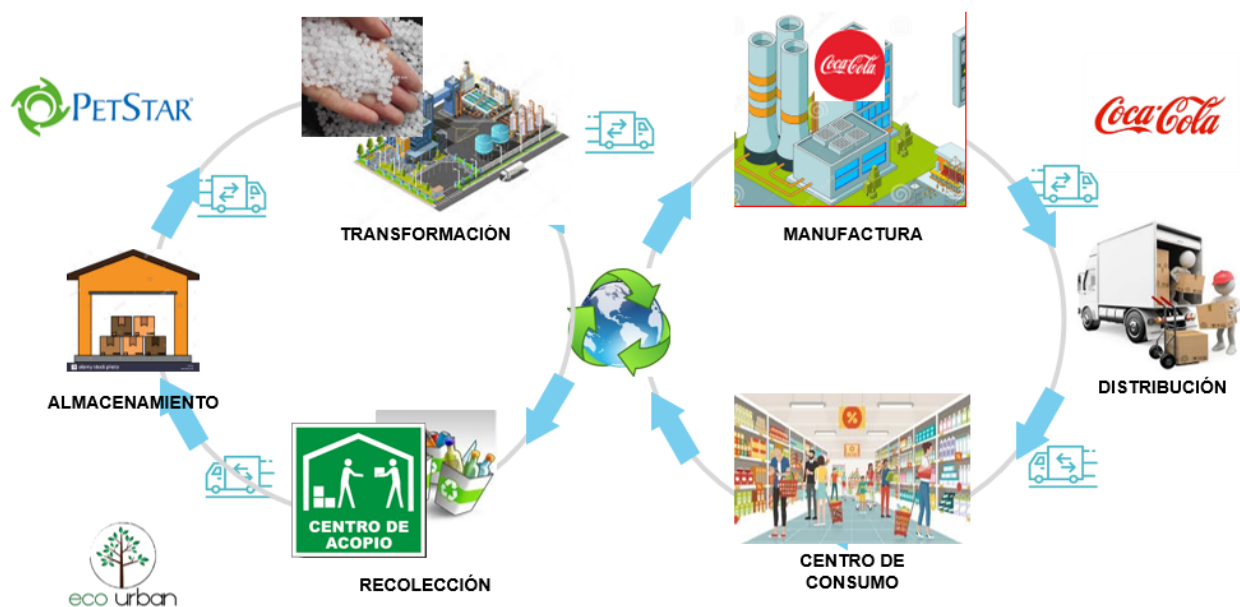 PETSTAR
Coca-Cola
Coca-Cola
TRANSFORMACIÓN
MANUFACTURA
ALMACENAMIENTO
DISTRIBUCIÓN
CENTRO DE
ACOPIO
RECOLECCIÓN
%
CENTRO DE
CONSUMO
eco urban